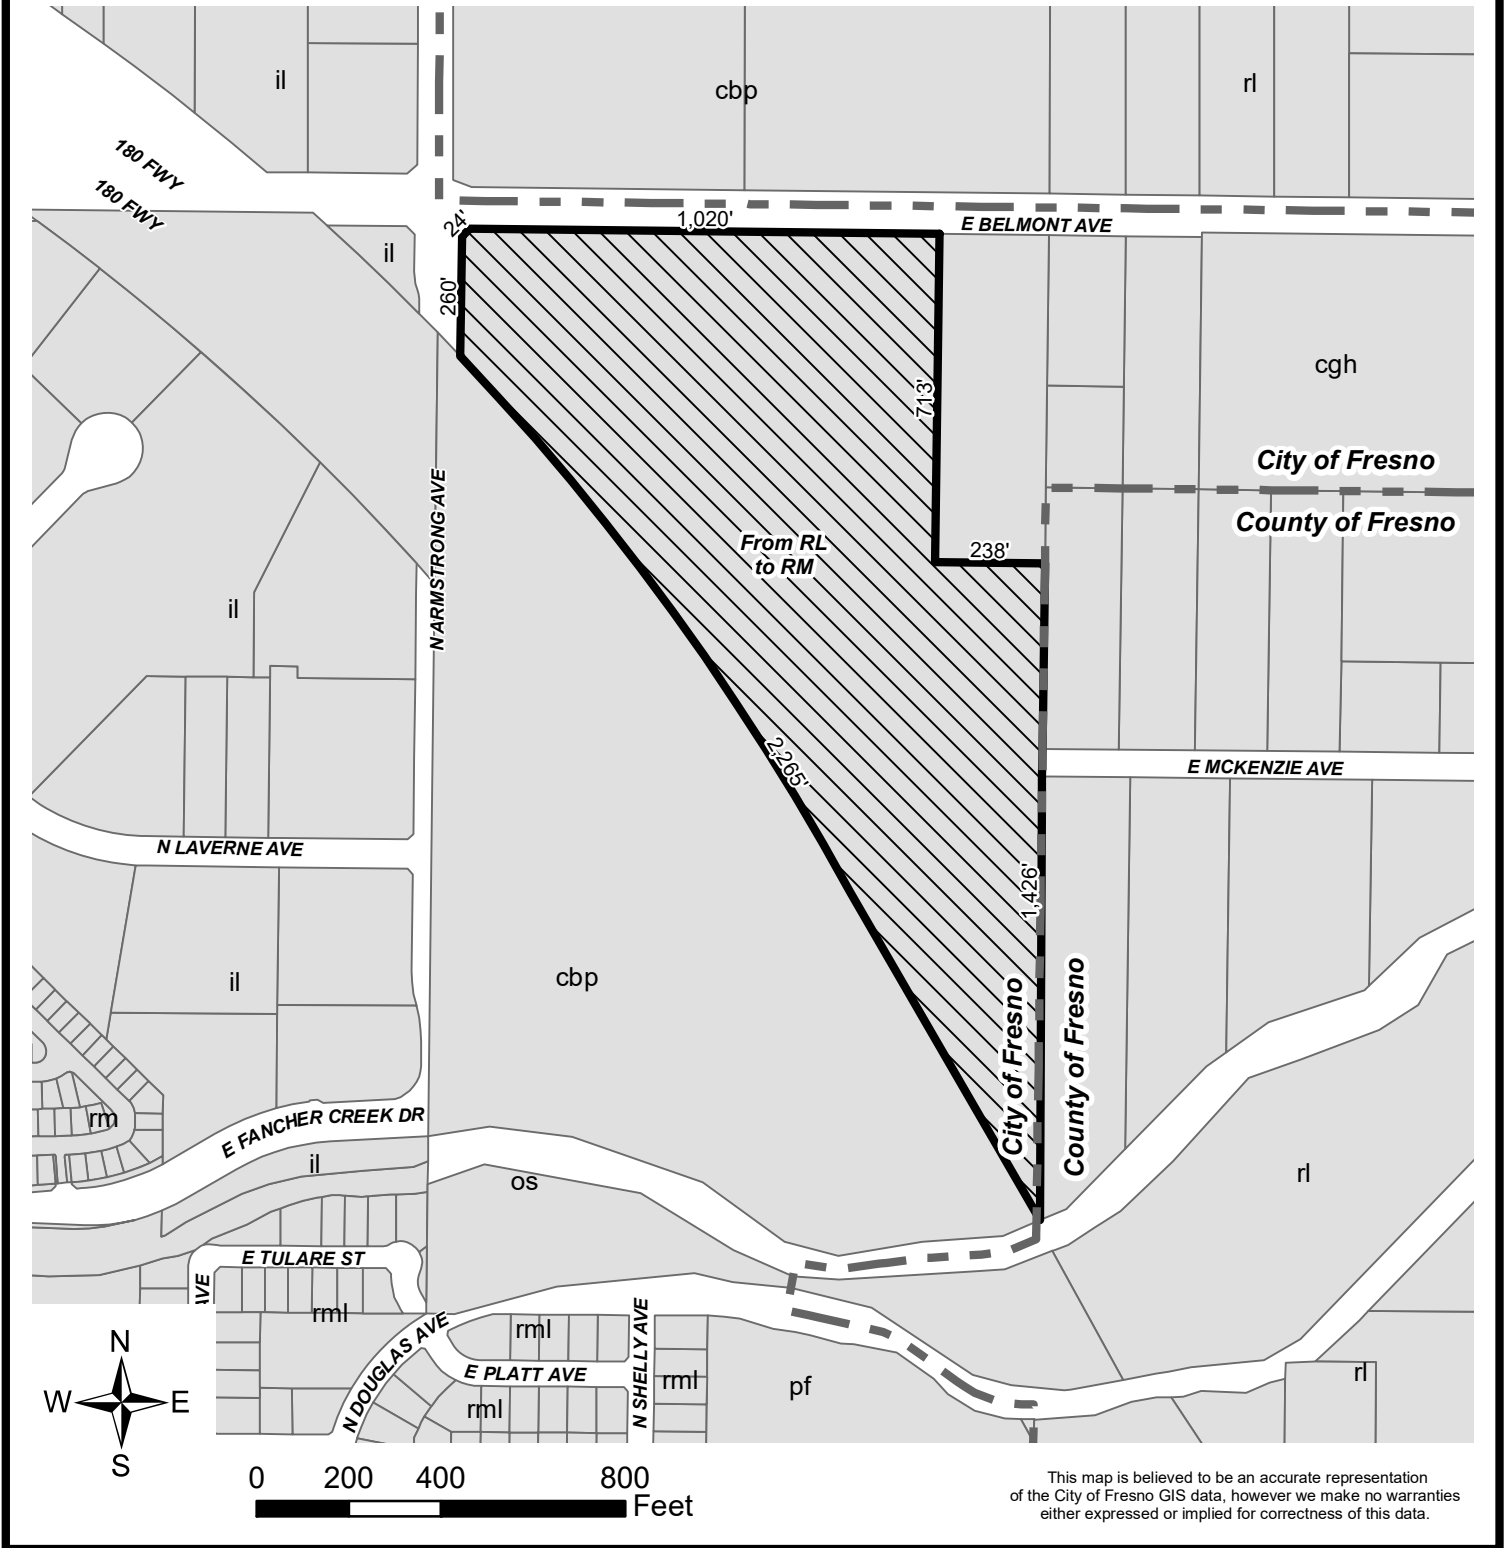 il
cbp
rl
180 FWY
180 FWY
24'
1,020'
E BELMONT AVE
il
260'
cgh
713'
City of Fresno
County of Fresno
N ARMSTRONG AVE
From RL
to RM
238'
il
2,265'
E MCKENZIE AVE
N LAVERNE AVE
1,426'
il
cbp
City of Fresno
County of Fresno
rm
E FANCHER CREEK DR
il
os
rl
E TULARE ST
AVE
rml
rml
N DOUGLAS AVE
N SHELLY AVE
E PLATT AVE
rml
rml
pf
rl
N
W E
S
0 200 400 800
Feet
This map is believed to be an accurate representation
of the City of Fresno GIS data, however we make no warranties
either expressed or implied for correctness of this data.